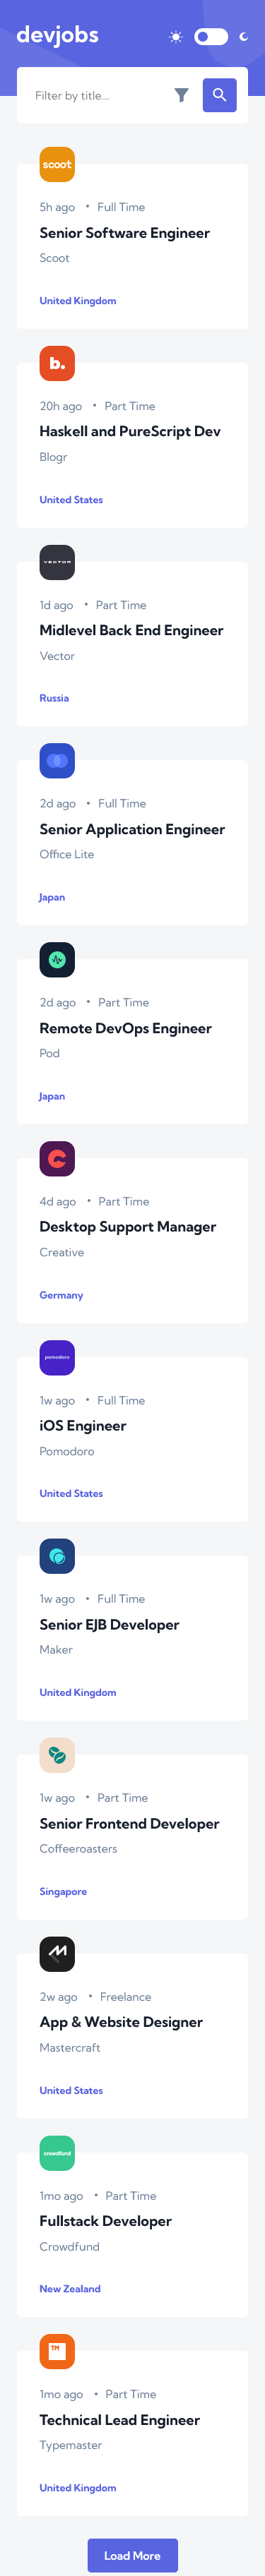 devjobs
Filter by title...
scoot
5h ago • Full Time
Senior Software Engineer
Scoot
United Kingdom
b.
20h ago • Part Time
Haskell and PureScript Dev
Blogr
United States
VECTOR
1d ago • Part Time
Midlevel Back End Engineer
Vector
Russia
2d ago • Full Time
Senior Application Engineer
Office Lite
Japan
2d ago • Part Time
Remote DevOps Engineer
Pod
Japan
4d ago • Part Time
Desktop Support Manager
Creative
Germany
pomodoro
1w ago • Full Time
iOS Engineer
Pomodoro
United States
1w ago • Full Time
Senior EJB Developer
Maker
United Kingdom
1w ago • Part Time
Senior Frontend Developer
Coffeeroasters
Singapore
2w ago • Freelance
App & Website Designer
Mastercraft
United States
crowdfund
1mo ago • Part Time
Fullstack Developer
Crowdfund
New Zealand
TM
1mo ago • Part Time
Technical Lead Engineer
Typemaster
United Kingdom
Load More